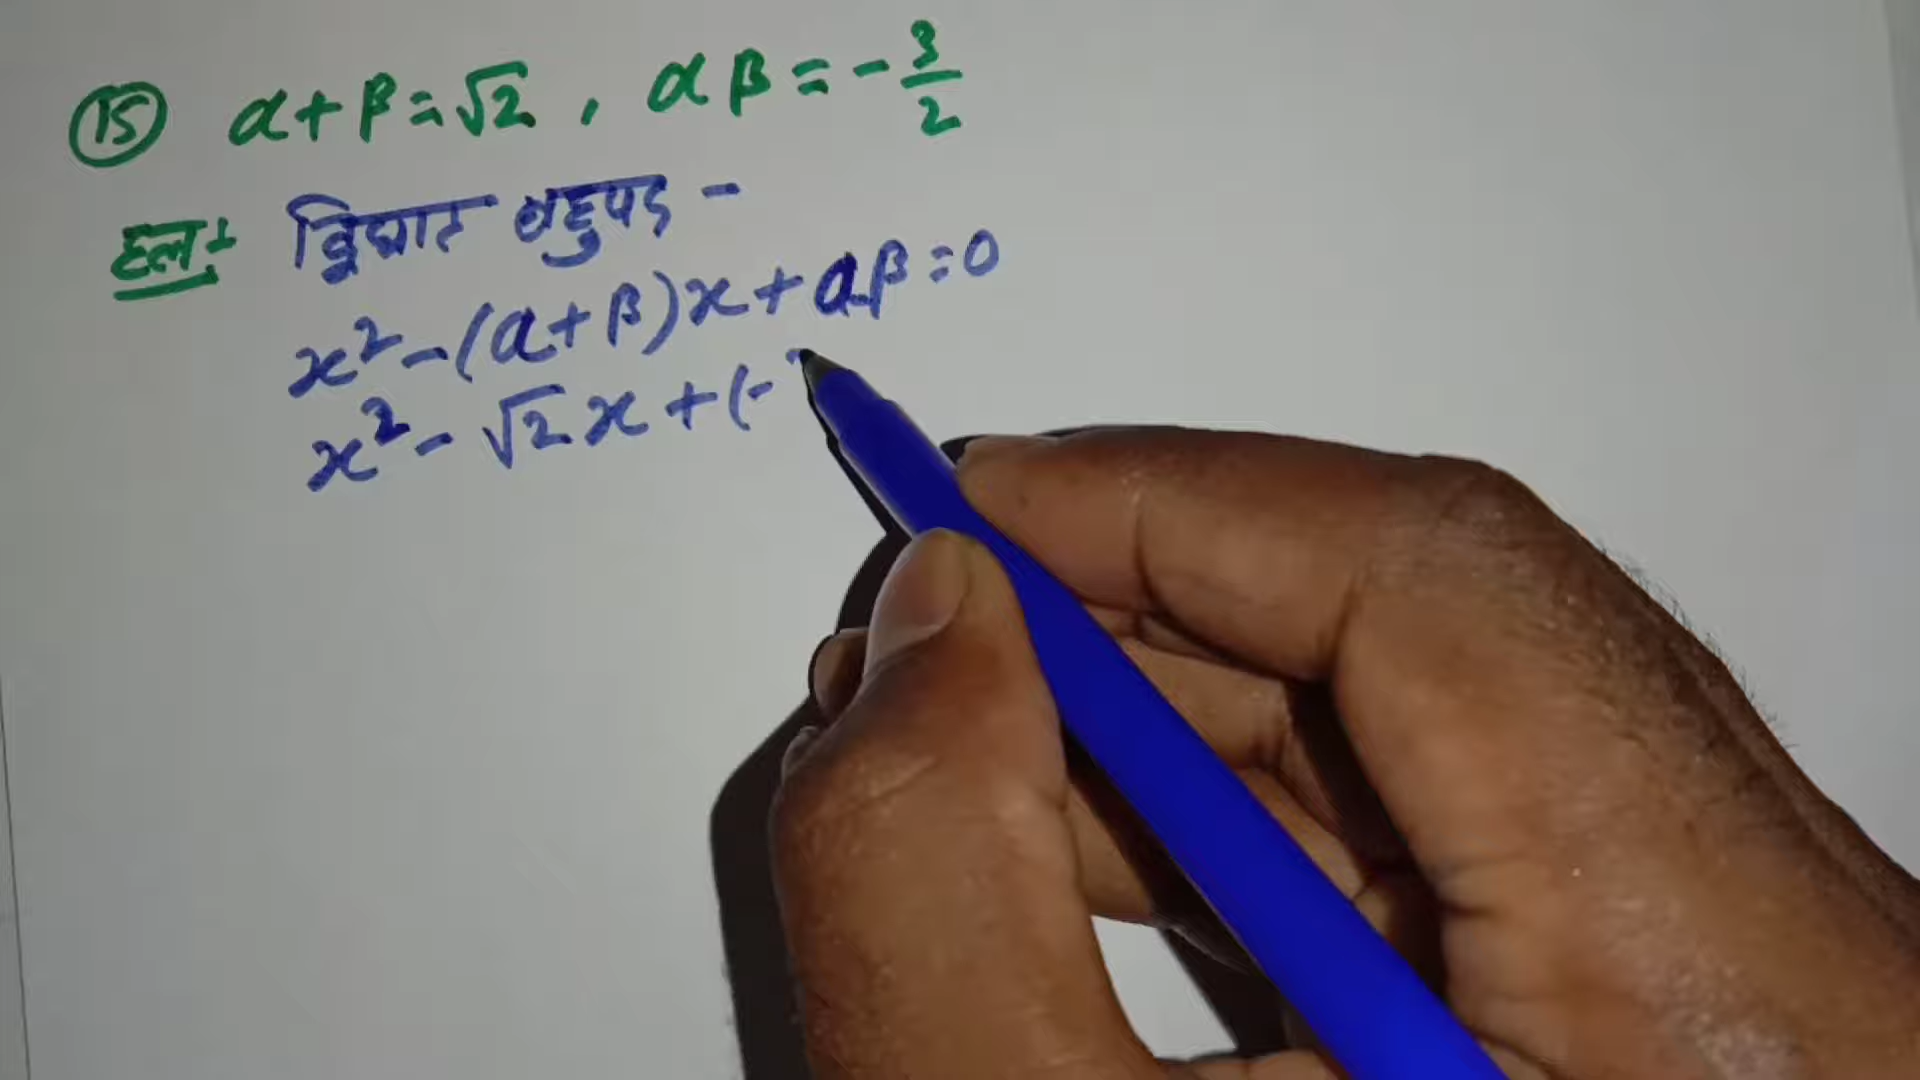 15 α+β=√2, αβ=-3/2
हल:- द्विघात बहुपद -
x²-(α+β)x+αβ=0
x²-√2x+(-